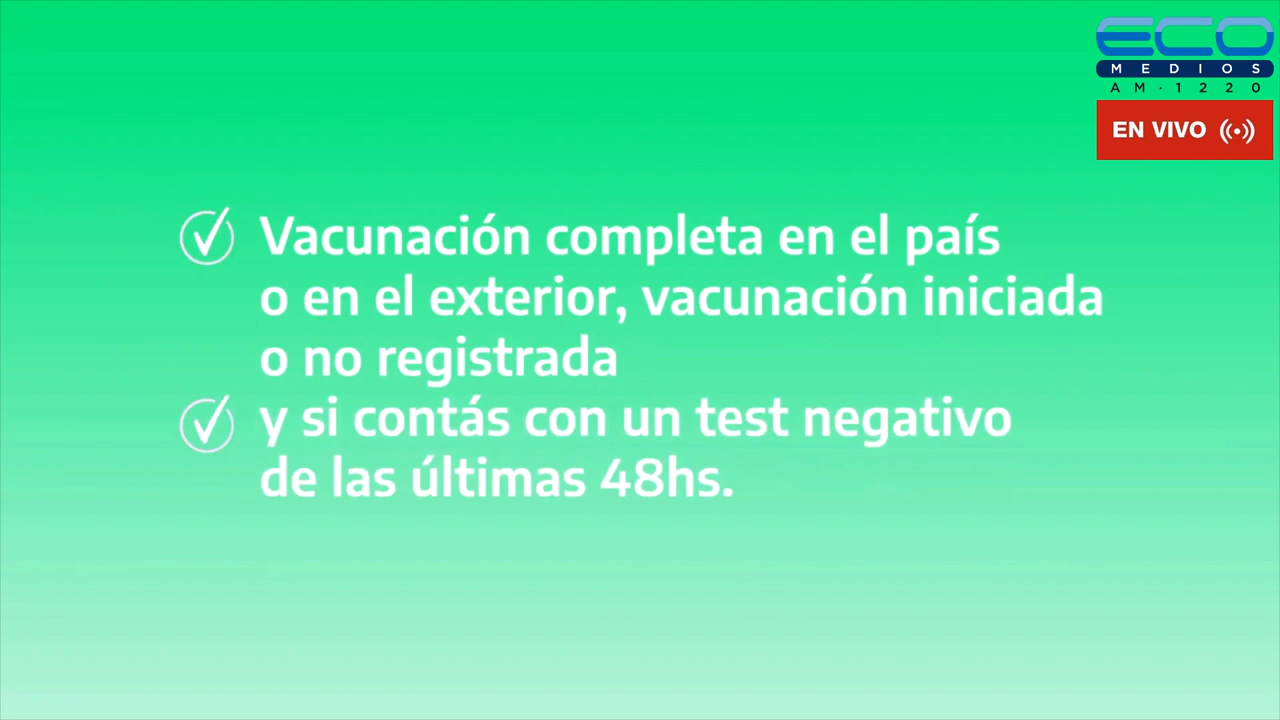 ECO
MEDIOS
AM·1220
EN VIVO
Vacunación completa en el país
o en el exterior, vacunación iniciada
o no registrada
y si contás con un test negativo
de las últimas 48hs.